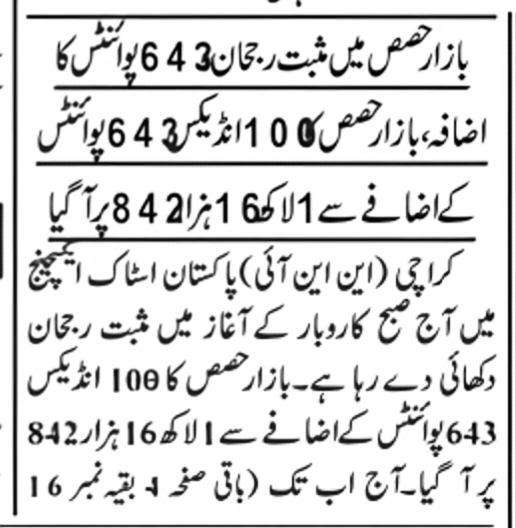 بازار حصص میں مثبت رجحان 643 پوائنٹس کا
اضافہ، بازار حصص کا 100 انڈیکس 643 پوائنٹس
کے اضافے سے 1 لاکھ 16 ہزار 842 پر آ گیا
کراچی (این این آئی) پاکستان اسٹاک ایکسچینج
میں آج صبح کاروبار کے آغاز میں مثبت رجحان
دکھائی دے رہا ہے۔ بازار حصص کا 100 انڈیکس
643 پوائنٹس کے اضافے سے 1 لاکھ 16 ہزار 842
پر آ گیا۔ آج اب تک (باقی صفحہ 4 بقیہ نمبر 16